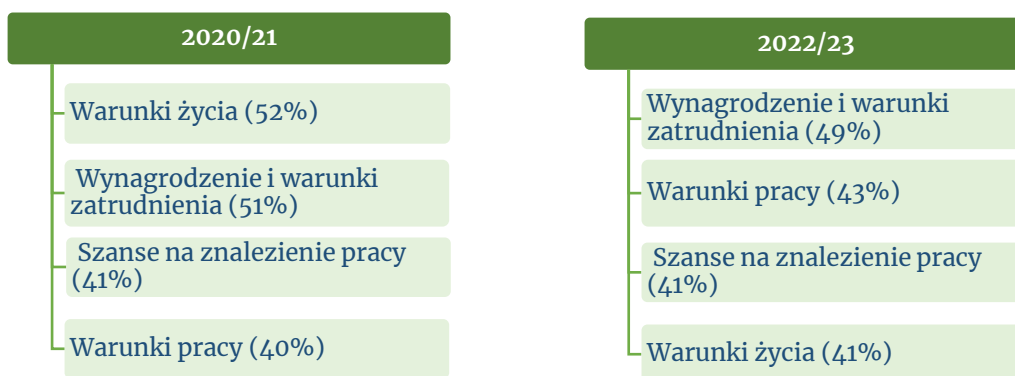 2020/21
Warunki życia (52%)
Wynagrodzenie i warunki
zatrudnienia (51%)
Szanse na znalezienie pracy
(41%)
Warunki pracy (40%)
2022/23
Wynagrodzenie i warunki
zatrudnienia (49%)
Warunki pracy (43%)
Szanse na znalezienie pracy
(41%)
Warunki życia (41%)